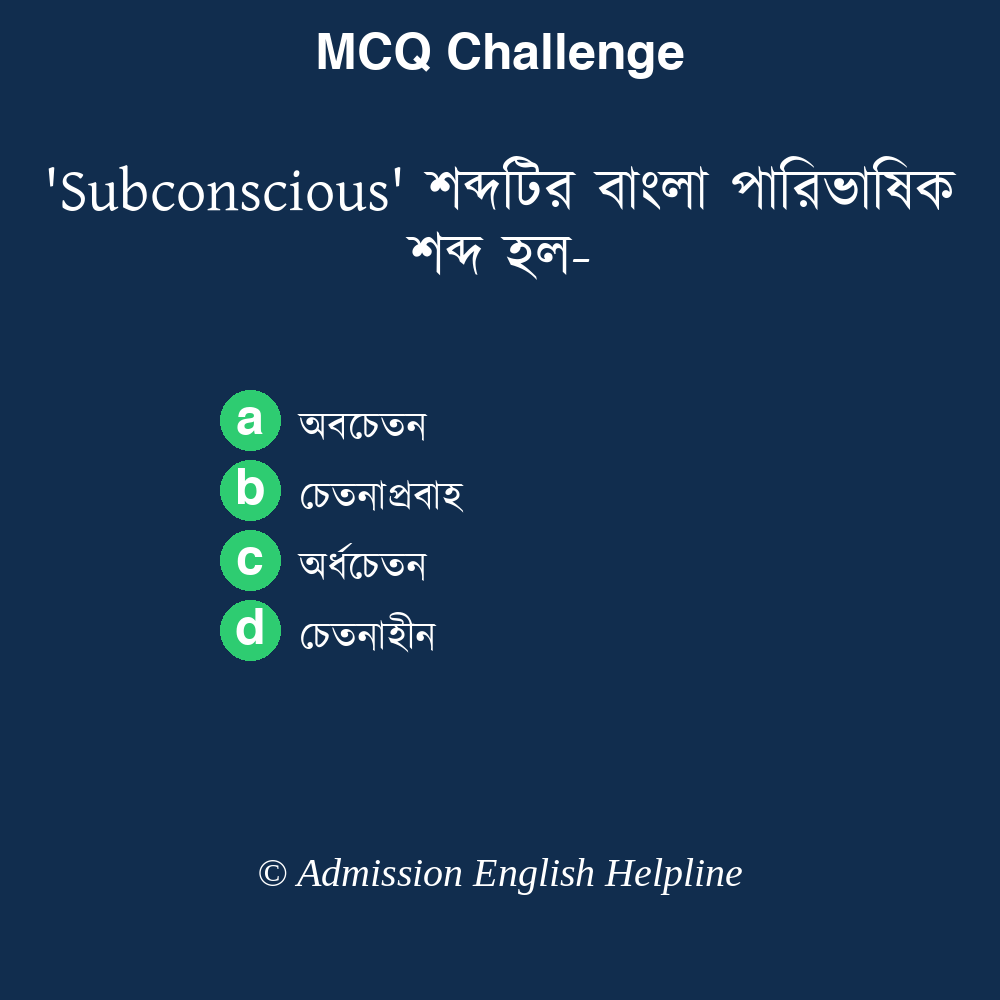 MCQ Challenge
'Subconscious' শব্দটির বাংলা পারিভাষিক
শব্দ হল-
a অবচেতন
b চেতনাপ্রবাহ
c অর্ধচেতন
d চেতনাহীন
© Admission English Helpline